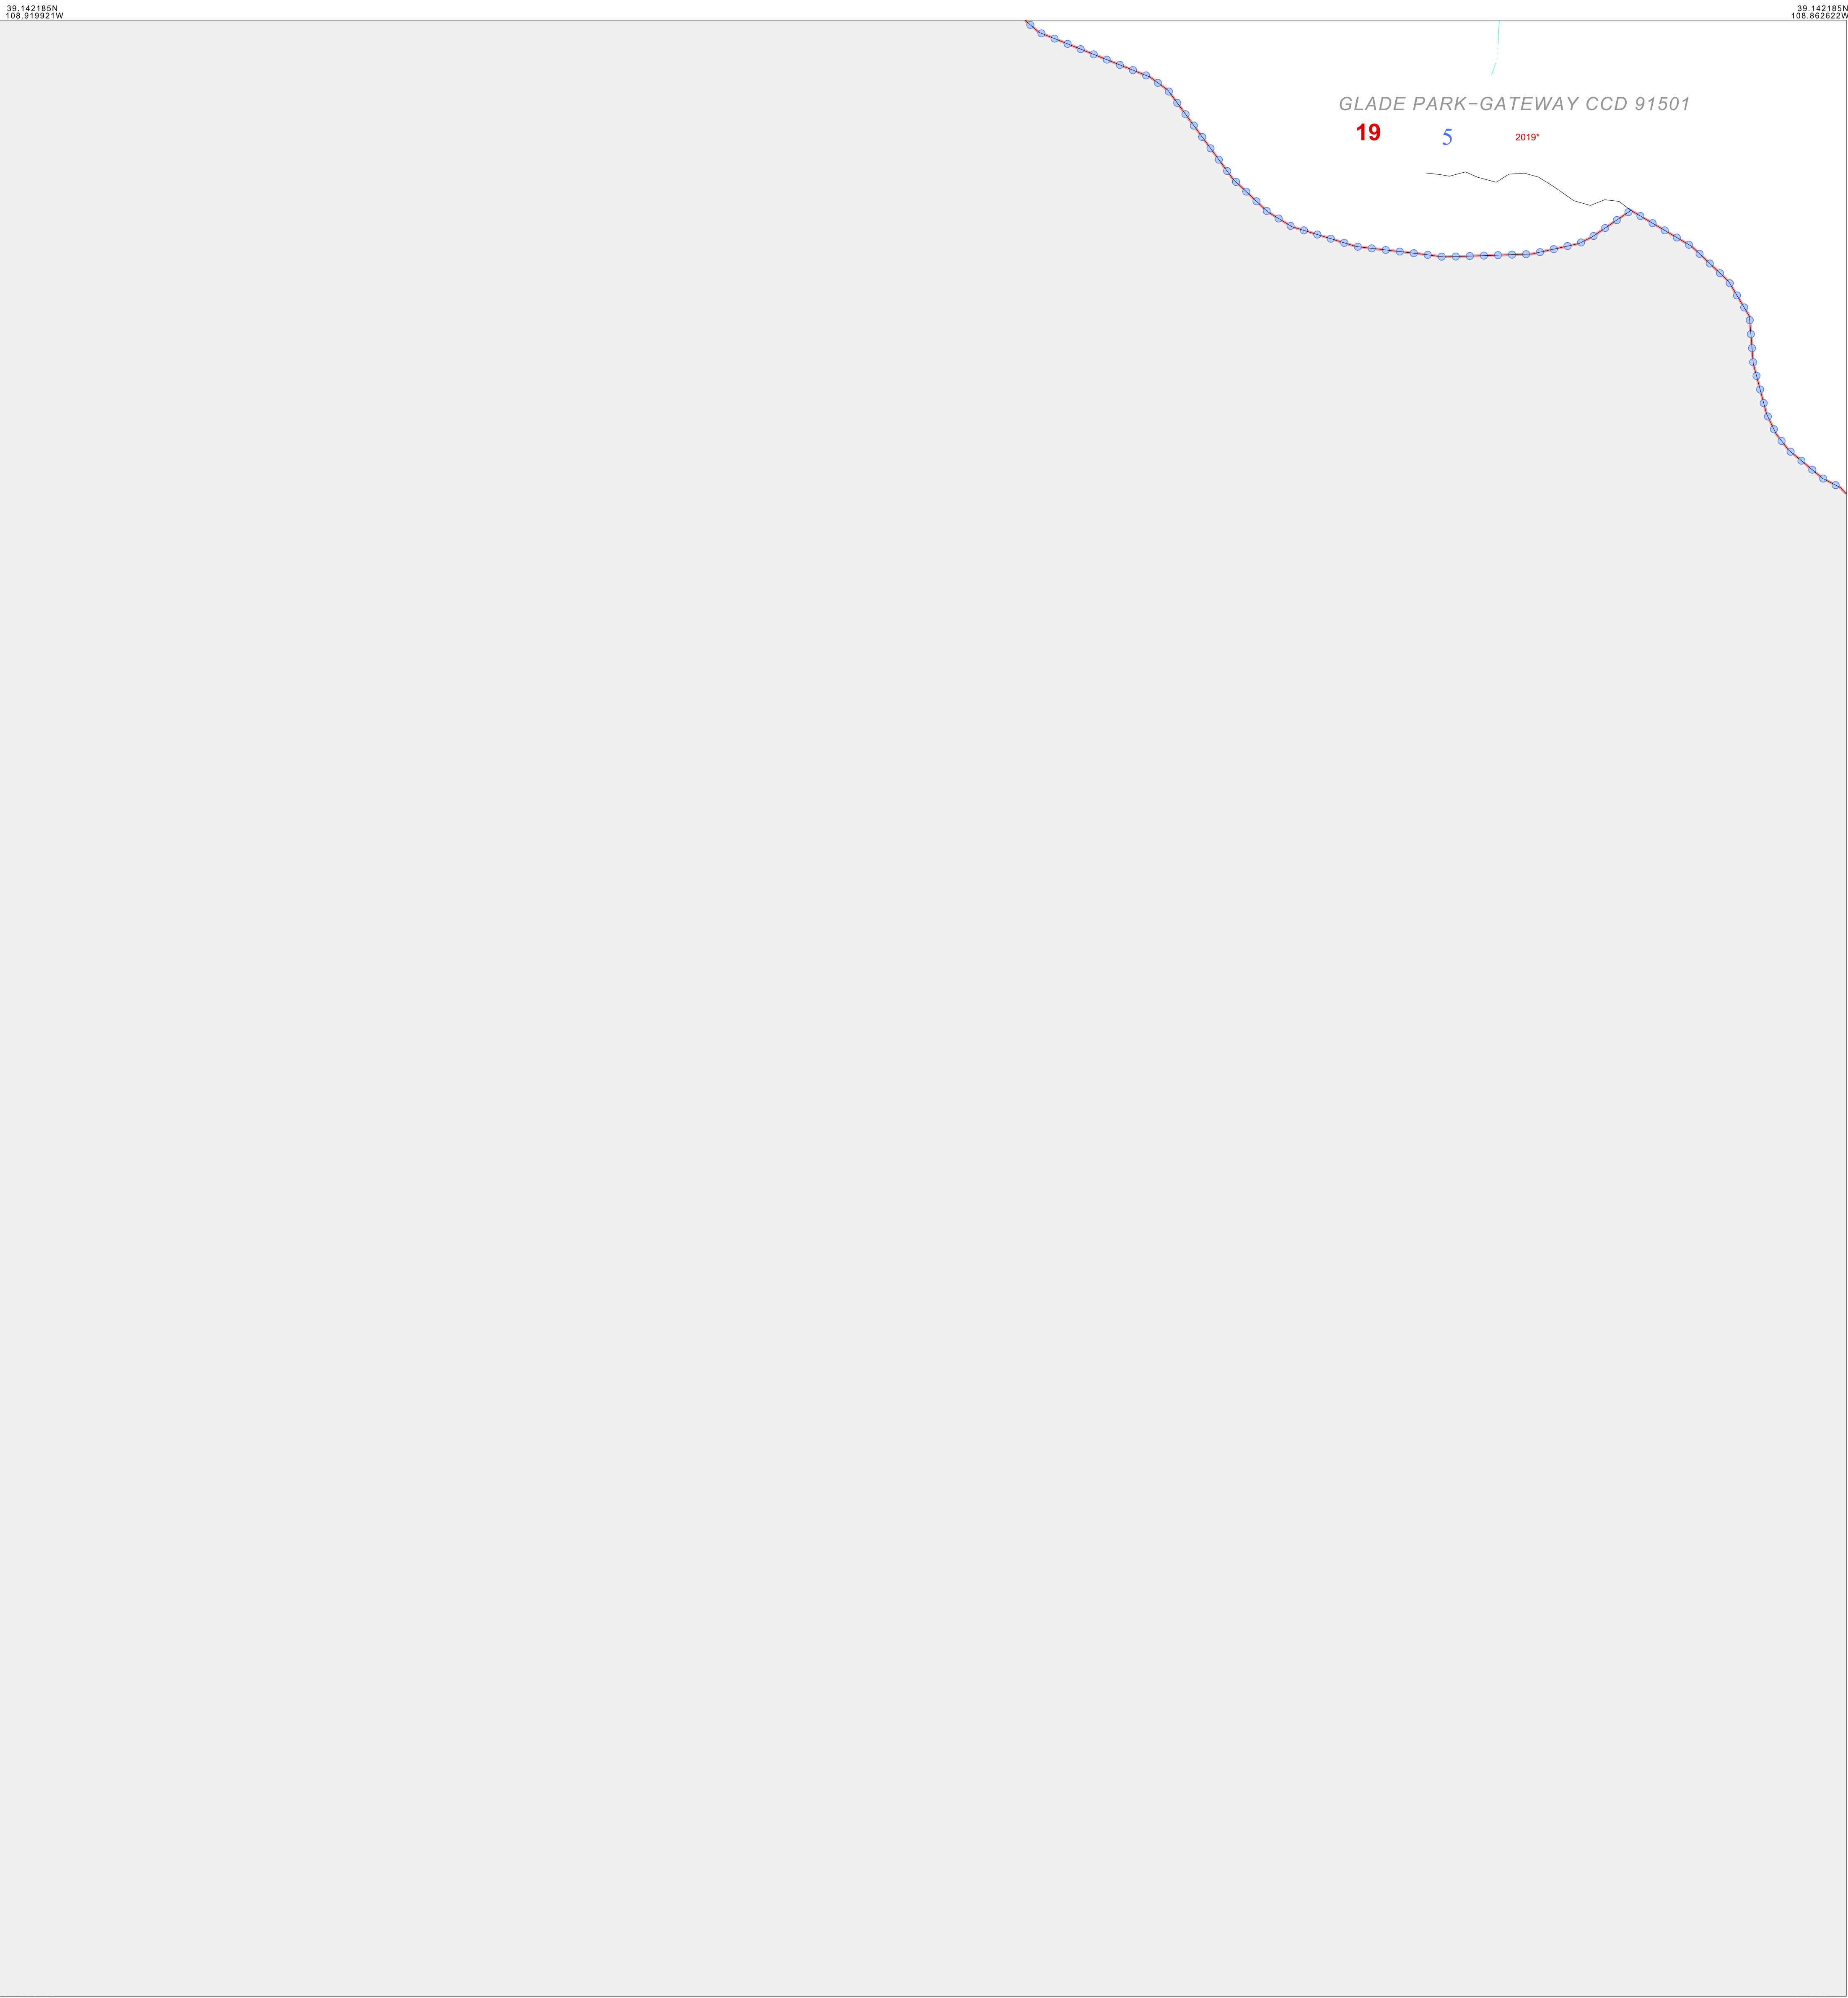 39.142185N
108.919921W
39.142185N
108.862622W
GLADE PARK-GATEWAY CCD 91501
19 5 2019*